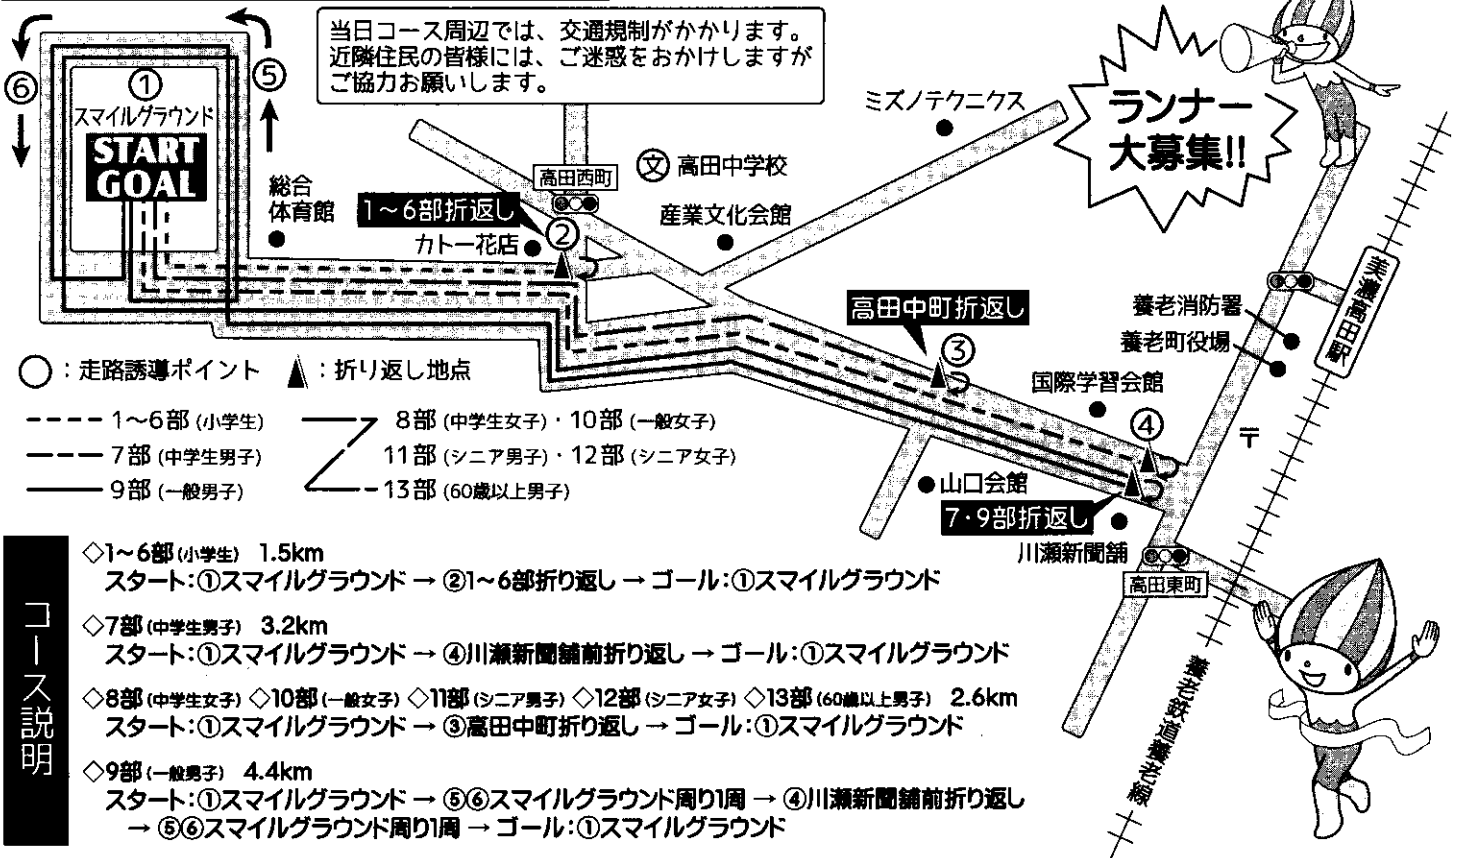 当日コース周辺では、交通規制がかかります。
近隣住民の皆様には、ご迷惑をおかけしますが
ご協力お願いします。
ランナー
大募集!!
⑥
⑤
①
スマイルグラウンド
START
GOAL
総合
体育館
高田西町
文 高田中学校
ミズノテクニクス
1～6部折返し
カトー花店
②
産業文化会館
高田中町折返し
③
国際学習会館
④
養老消防署
養老町役場
美濃高田駅
〒
山口会館
7・9部折返し
川瀬新聞舗
高田東町
養老鉄道養老線
○：走路誘導ポイント ▲：折り返し地点
1～6部(小学生)
7部(中学生男子)
9部(一般男子)
8部(中学生女子)・10部(一般女子)
11部(シニア男子)・12部(シニア女子)
13部(60歳以上男子)
コース説明
◇1～6部(小学生) 1.5km
スタート:①スマイルグラウンド → ②1～6部折り返し → ゴール:①スマイルグラウンド
◇7部(中学生男子) 3.2km
スタート:①スマイルグラウンド → ④川瀬新聞舗前折り返し → ゴール:①スマイルグラウンド
◇8部(中学生女子) ◇10部(一般女子) ◇11部(シニア男子) ◇12部(シニア女子) ◇13部(60歳以上男子) 2.6km
スタート:①スマイルグラウンド → ③高田中町折り返し → ゴール:①スマイルグラウンド
◇9部(一般男子) 4.4km
スタート:①スマイルグラウンド → ⑤⑥スマイルグラウンド周り1周 → ④川瀬新聞舗前折り返し
→ ⑤⑥スマイルグラウンド周り1周 → ゴール:①スマイルグラウンド